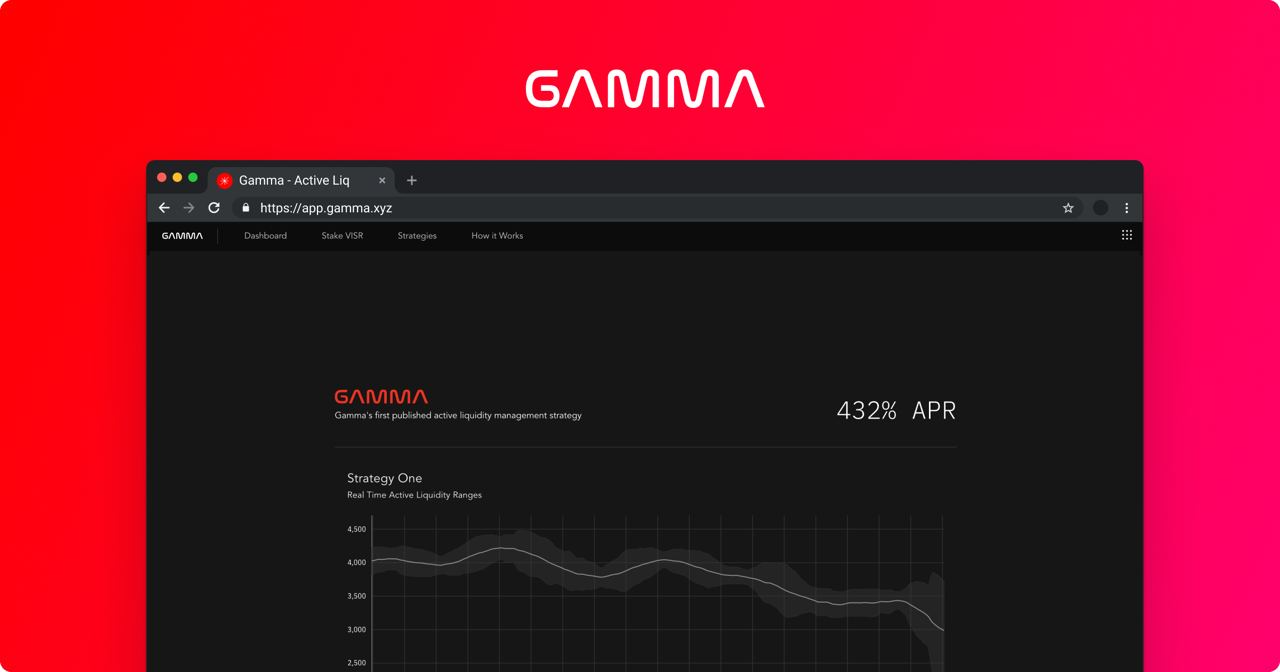 GAMMA
Gamma - Active Liq
https://app.gamma.xyz
GAMMA Dashboard Stake VISR Strategies How it Works
GAMMA
Gamma's first published active liquidity management strategy
432% APR
Strategy One
Real Time Active Liquidity Ranges
4,500
4,000
3,500
3,000
2,500